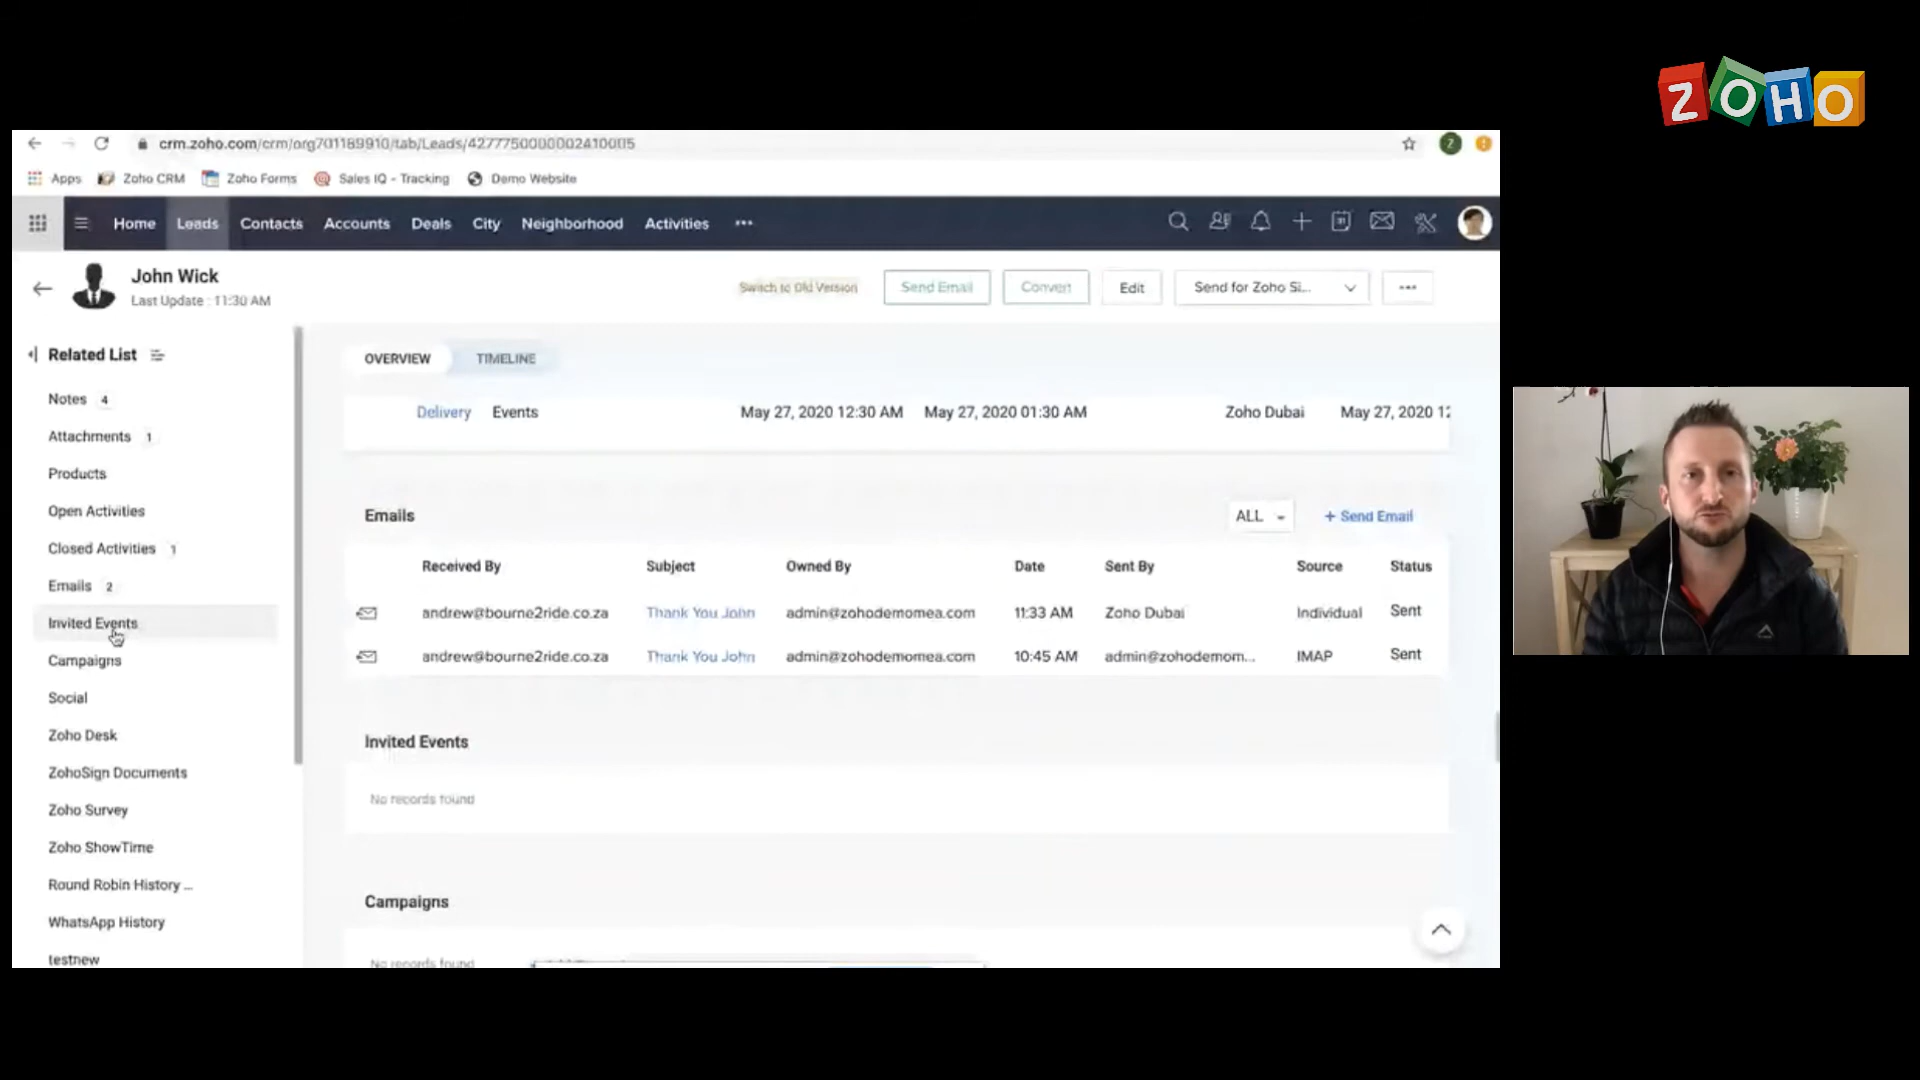 ZOHO
crm.zoho.com/crm/org701189910/tab/Leads/4277750000002410005
Apps Zoho CRM Zoho Forms Sales IQ - Tracking Demo Website
Home Leads Contacts Accounts Deals City Neighborhood Activities
John Wick
Last Update : 11:30 AM
Switch to Old Version Send Email Convert Edit Send for Zoho Si...
Related List
Notes 4
Attachments 1
Products
Open Activities
Closed Activities 1
Emails 2
Invited Events
Campaigns
Social
Zoho Desk
ZohoSign Documents
Zoho Survey
Zoho ShowTime
Round Robin History ...
WhatsApp History
testnew
OVERVIEW TIMELINE
Delivery Events May 27, 2020 12:30 AM May 27, 2020 01:30 AM Zoho Dubai May 27, 2020 12:
Emails ALL + Send Email
Received By Subject Owned By Date Sent By Source Status
andrew@bourne2ride.co.za Thank You John admin@zohodemomea.com 11:33 AM Zoho Dubai Individual Sent
andrew@bourne2ride.co.za Thank You John admin@zohodemomea.com 10:45 AM admin@zohodemom... IMAP Sent
Invited Events
No records found
Campaigns
No records found